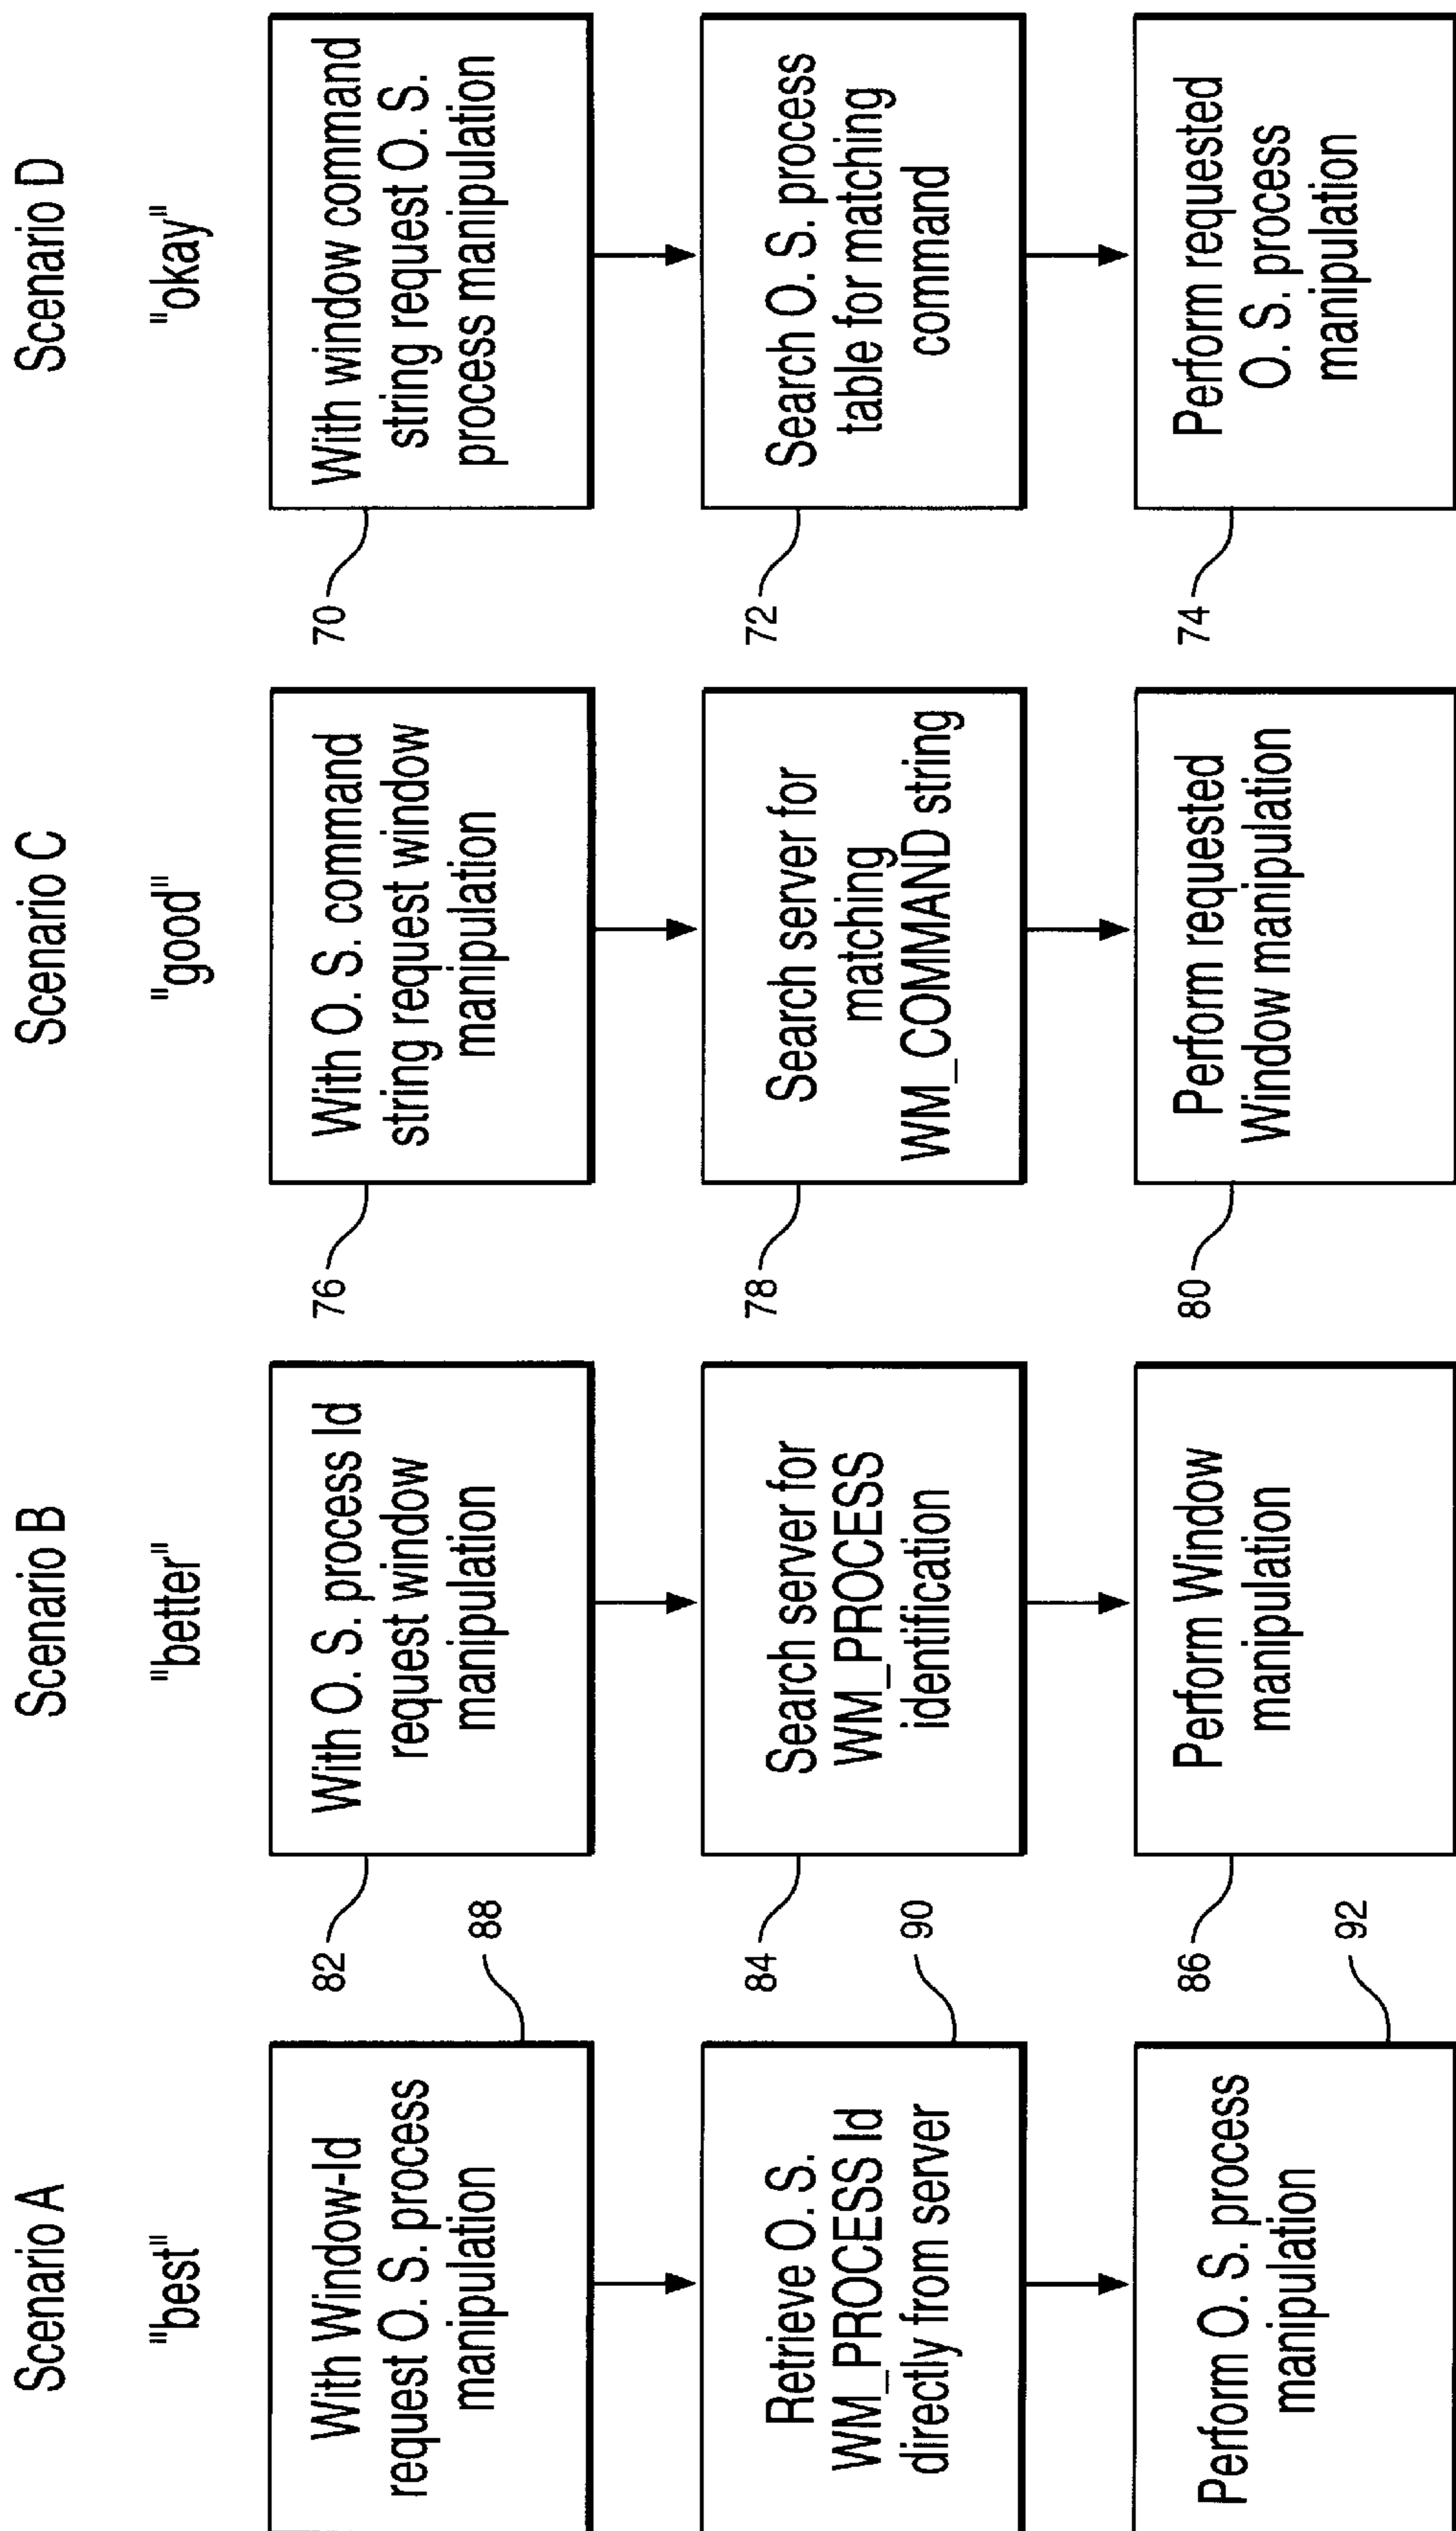 Scenario A
"'best"
With Window-Id
request O. S. process
manipulation
88
Retrieve O. S.
WM_PROCESS Id
directly from server
90
Perform O. S. process
manipulation
92
Scenario B
"better"
82
With O. S. process Id
request window
manipulation
84
Search server for
WM_PROCESS
identification
86
Perform Window
manipulation
Scenario C
"good"
76
With O. S. command
string request window
manipulation
78
Search server for
matching
WM_COMMAND string
80
Perform requested
Window manipulation
Scenario D
"okay"
70
With window command
string request O. S.
process manipulation
72
Search O. S. process
table for matching
command
74
Perform requested
O. S. process
manipulation